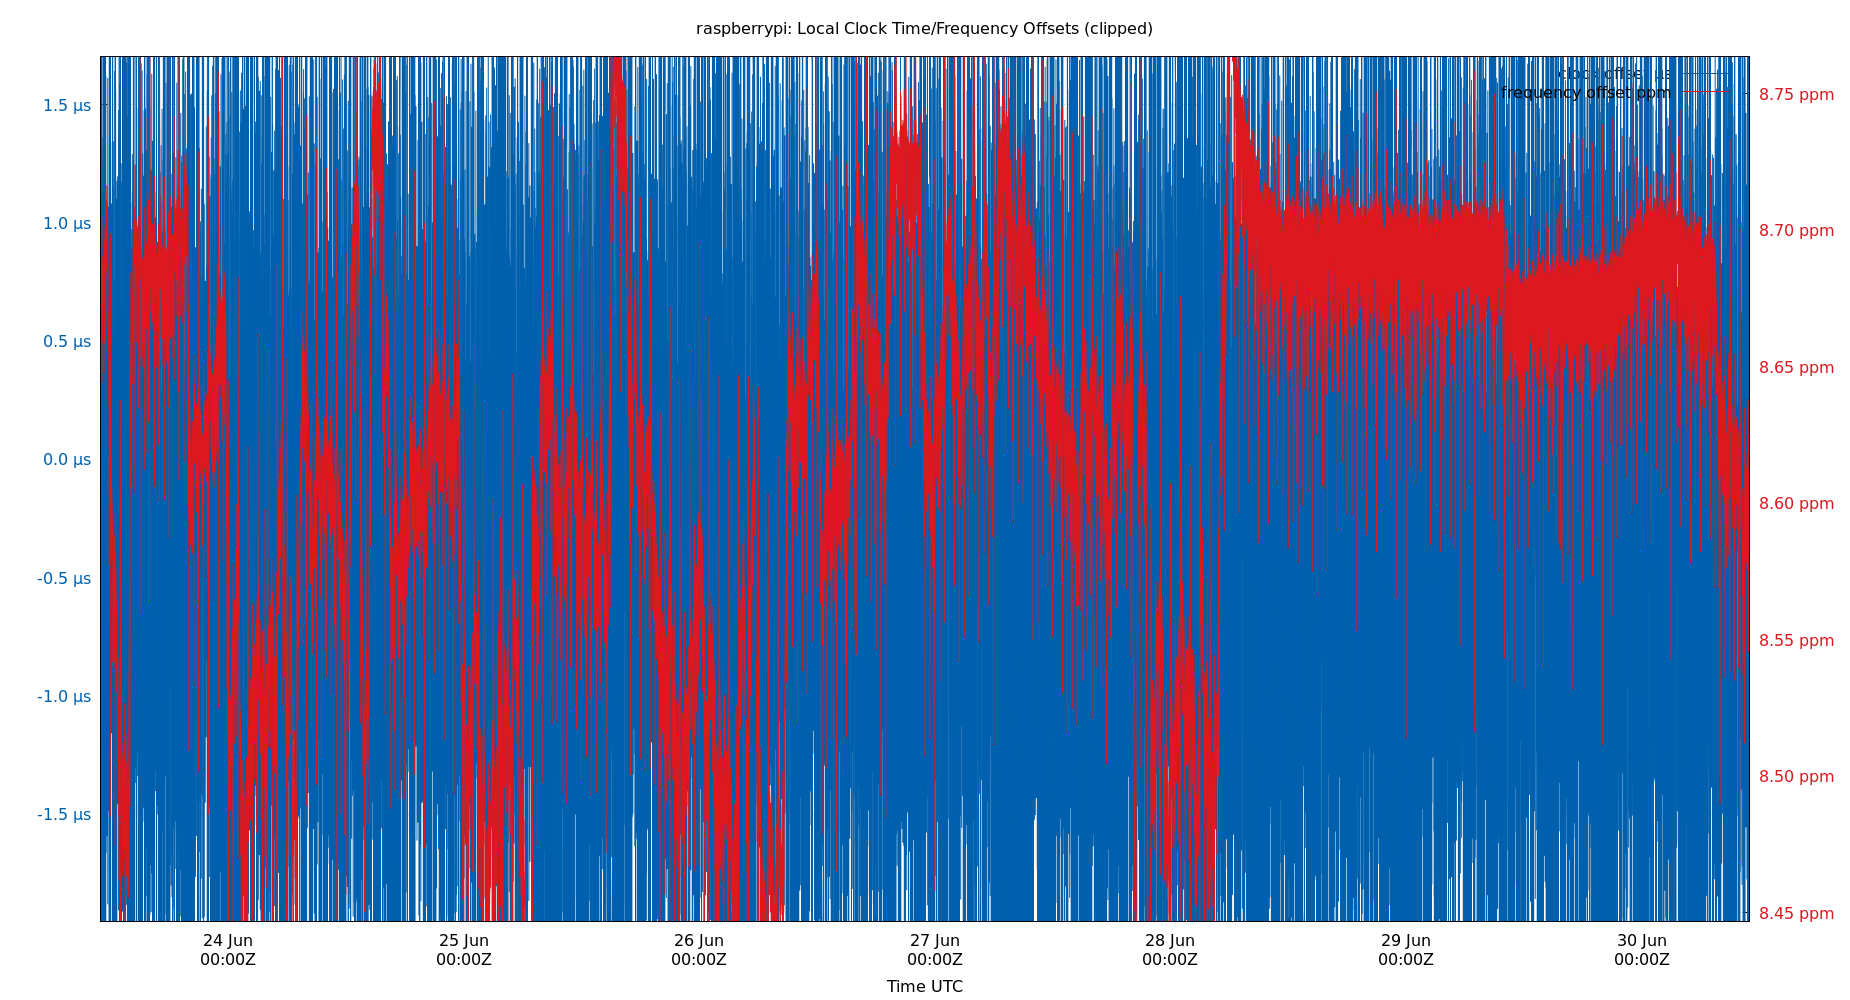 raspberrypi: Local Clock Time/Frequency Offsets (clipped)
clock offset µs
frequency offset ppm
1.5 µs
1.0 µs
0.5 µs
0.0 µs
-0.5 µs
-1.0 µs
-1.5 µs
8.75 ppm
8.70 ppm
8.65 ppm
8.60 ppm
8.55 ppm
8.50 ppm
8.45 ppm
24 Jun 25 Jun 26 Jun 27 Jun 28 Jun 29 Jun 30 Jun
00:00Z 00:00Z 00:00Z 00:00Z 00:00Z 00:00Z 00:00Z
Time UTC